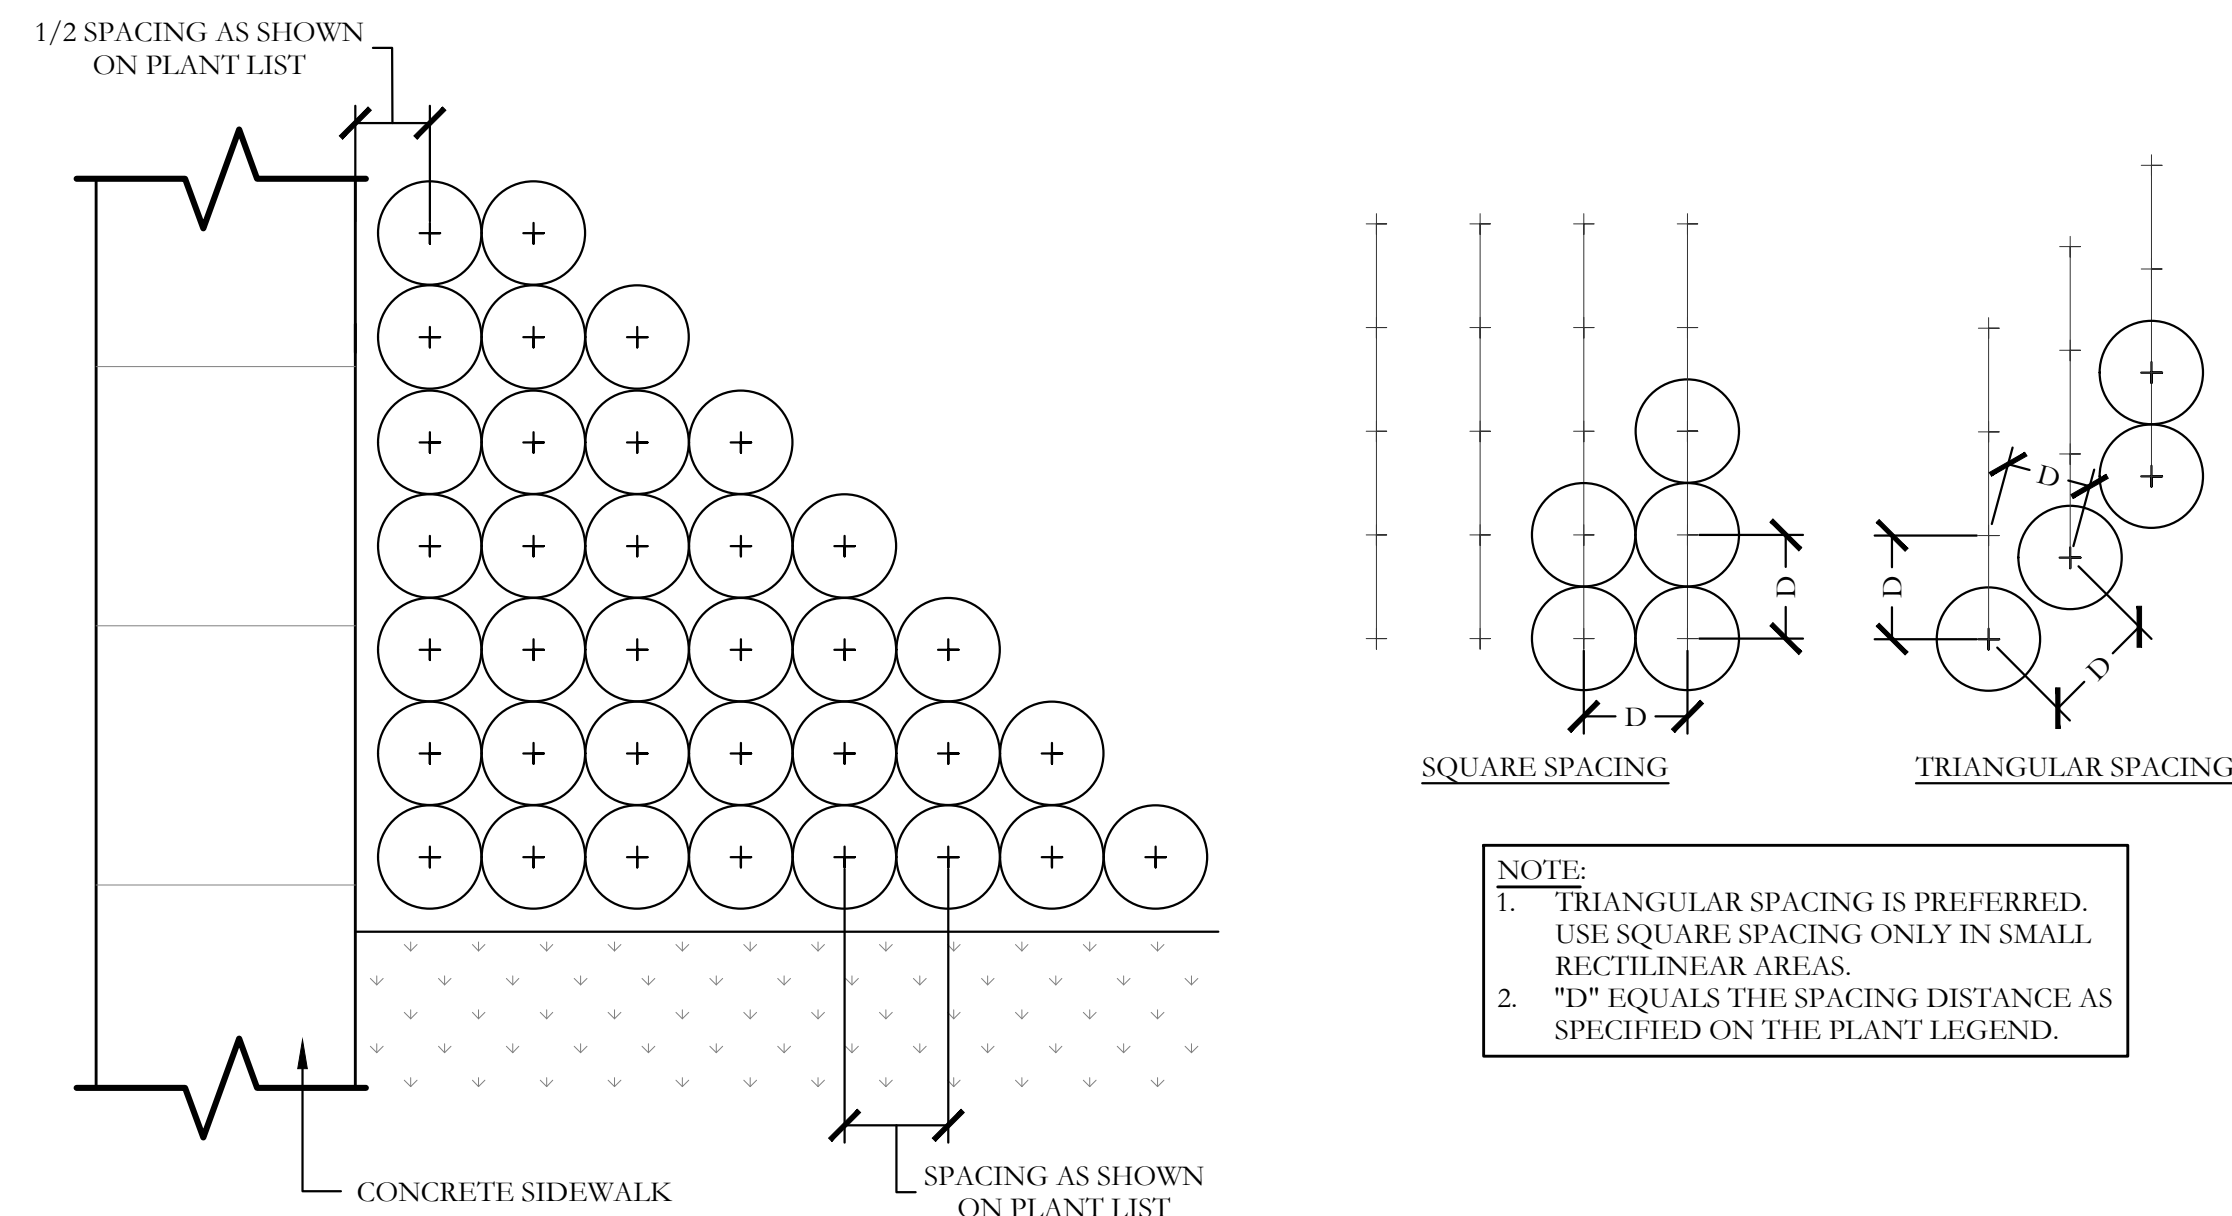 1/2 SPACING AS SHOWN
ON PLANT LIST
D
D
D
D
D
SQUARE SPACING
TRIANGULAR SPACING
NOTE:
1. TRIANGULAR SPACING IS PREFERRED.
USE SQUARE SPACING ONLY IN SMALL
RECTILINEAR AREAS.
2. "D" EQUALS THE SPACING DISTANCE AS
SPECIFIED ON THE PLANT LEGEND.
CONCRETE SIDEWALK
SPACING AS SHOWN
ON PLANT LIST